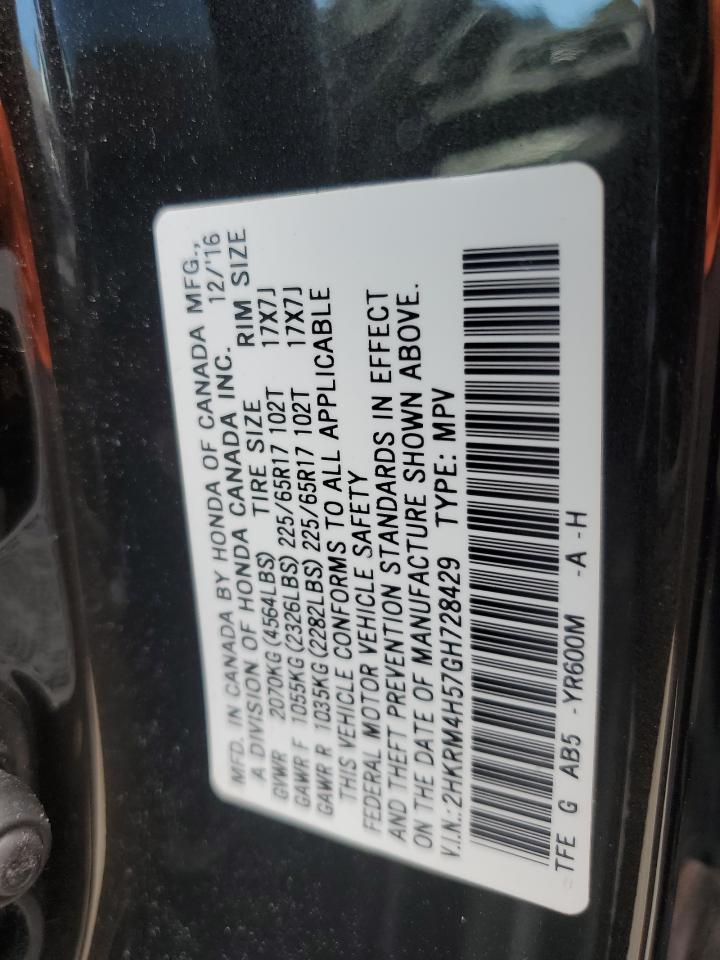 MFD. IN CANADA BY HONDA OF CANADA MFG.,
A DIVISION OF HONDA CANADA INC. 12/'16
TIRE SIZE RIM SIZE
GVWR 2070KG (4564LBS)
GAWR F 1055KG (2326LBS) 225/65R17 102T 17X7J
GAWR R 1035KG (2282LBS) 225/65R17 102T 17X7J
THIS VEHICLE CONFORMS TO ALL APPLICABLE
FEDERAL MOTOR VEHICLE SAFETY
AND THEFT PREVENTION STANDARDS IN EFFECT
ON THE DATE OF MANUFACTURE SHOWN ABOVE.
V.I.N.: 2HKRM4H57GH728429 TYPE: MPV
TFE G AB5 -YR600M -A -H